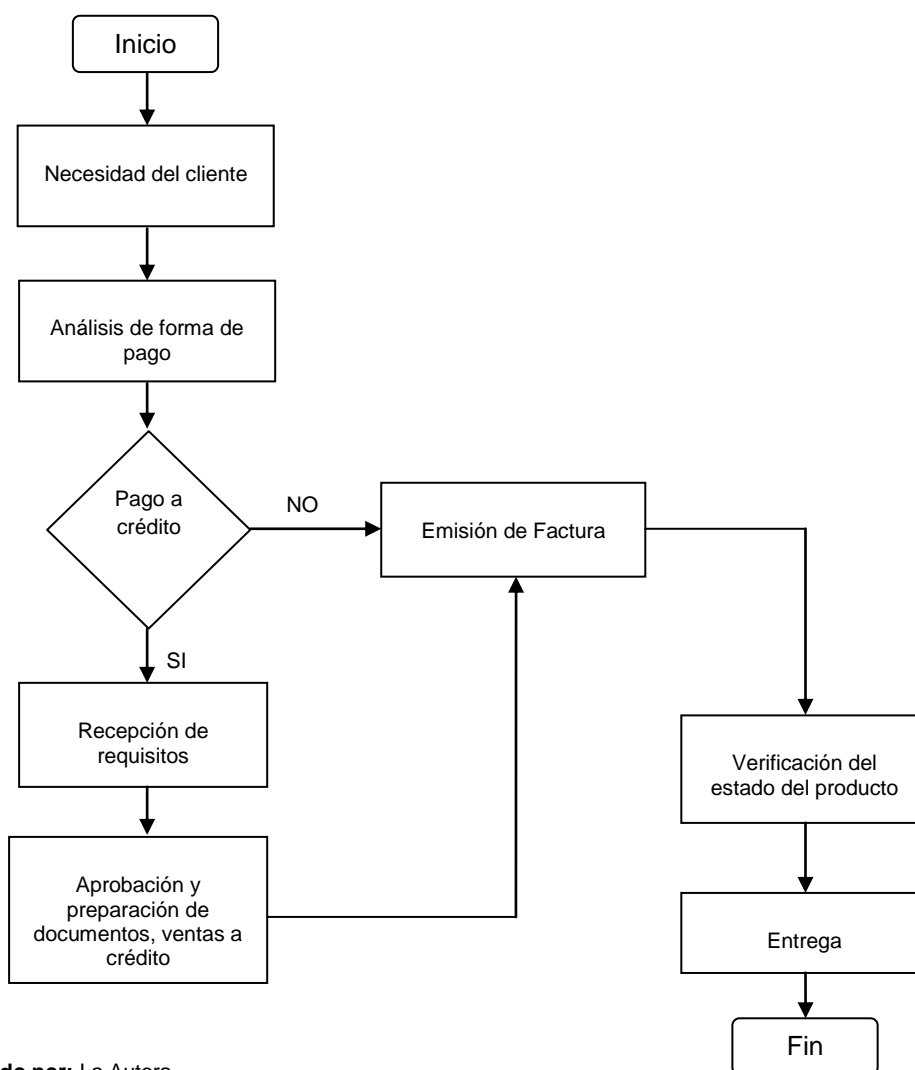 Inicio
Necesidad del cliente
Análisis de forma de
pago
Pago a
crédito
NO
Emisión de Factura
SI
Recepción de
requisitos
Verificación del
estado del producto
Aprobación y
preparación de
documentos, ventas a
crédito
Entrega
Fin
por: La Autora